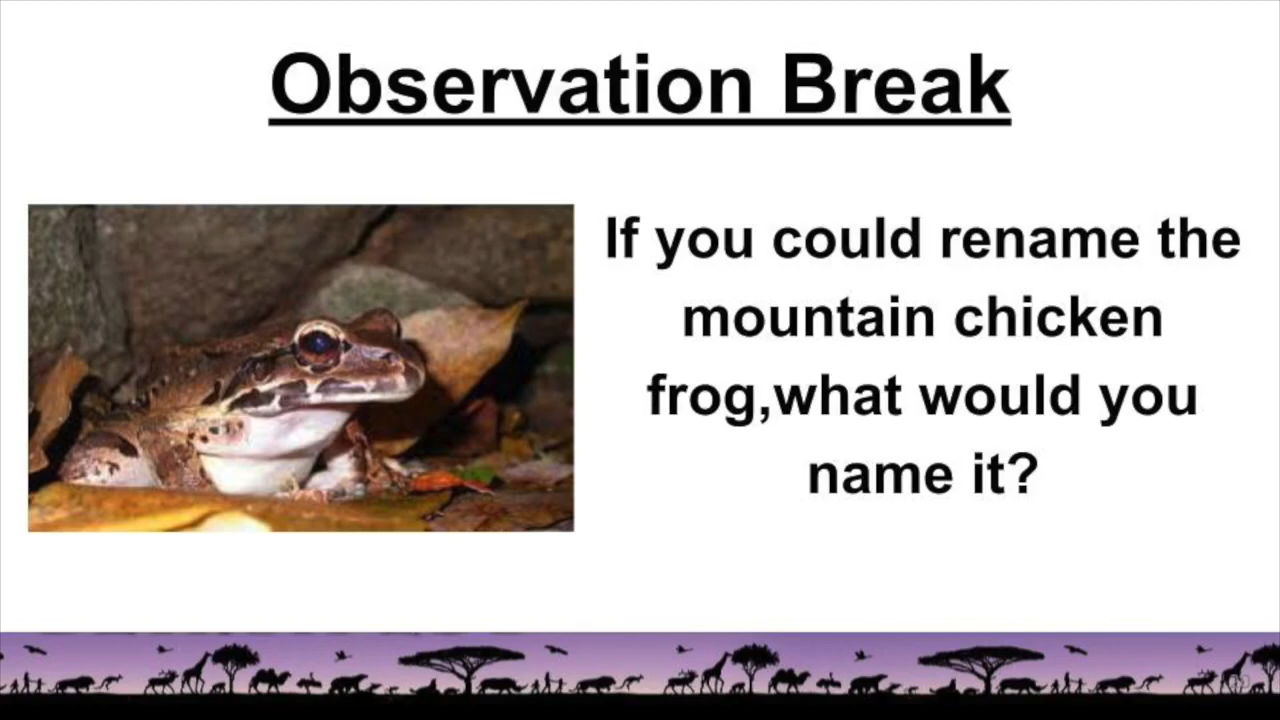 Observation Break
If you could rename the
mountain chicken
frog,what would you
name it?